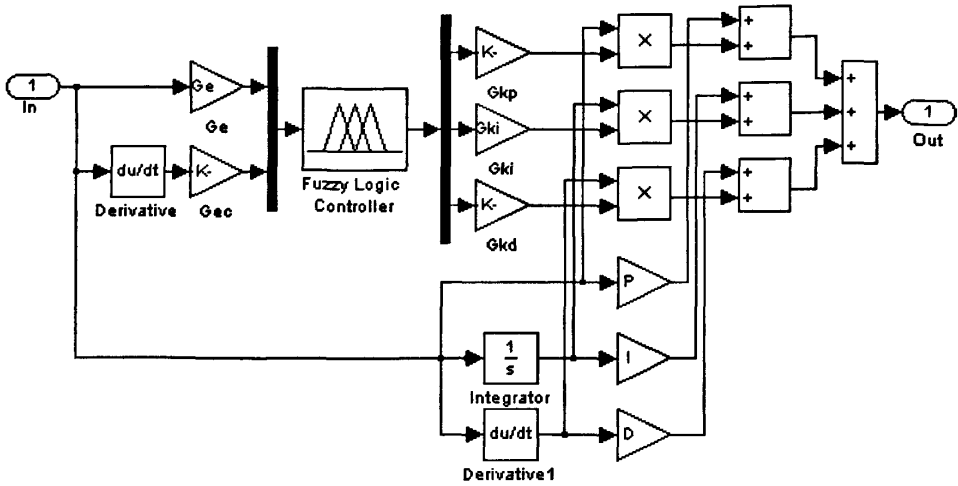 1
In
Ge
Ge
du/dt
Derivative
K-
Gec
Fuzzy Logic
Controller
K-
Gkp
Gki
Gki
K-
Gkd
×
×
×
+
+
+
+
+
+
+
+
+
1
Out
P
1
s
Integrator
I
du/dt
Derivative1
D